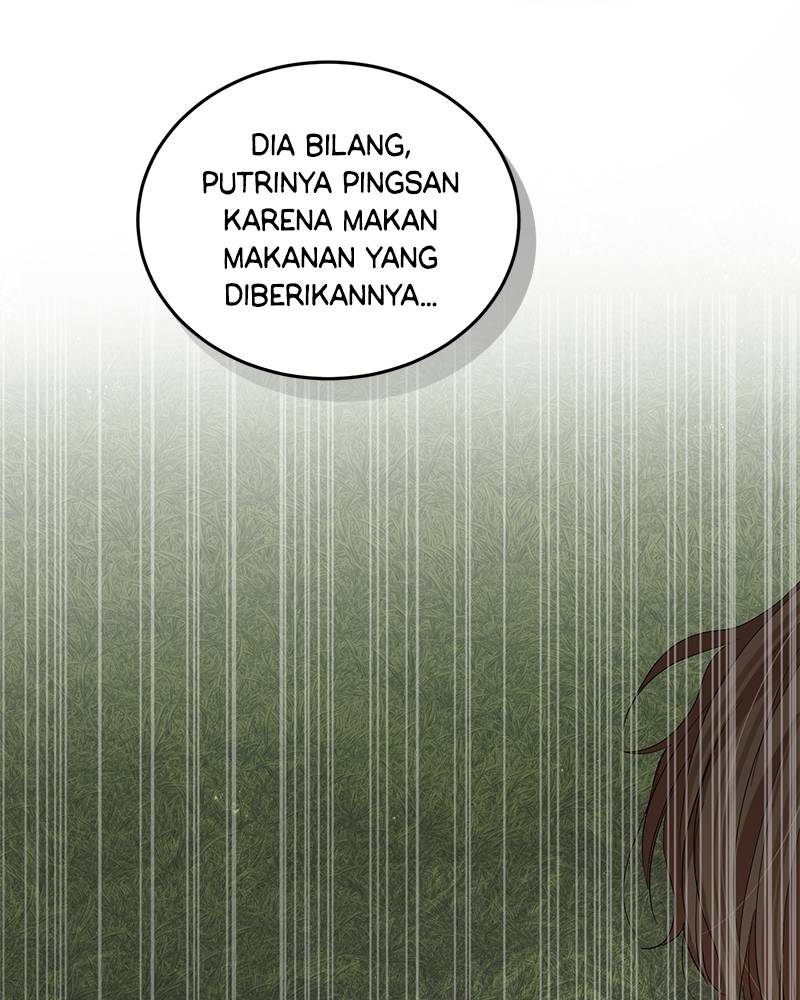 DIA BILANG,
PUTRINYA PINGSAN
KARENA MAKAN
MAKANAN YANG
DIBERIKANNYA...